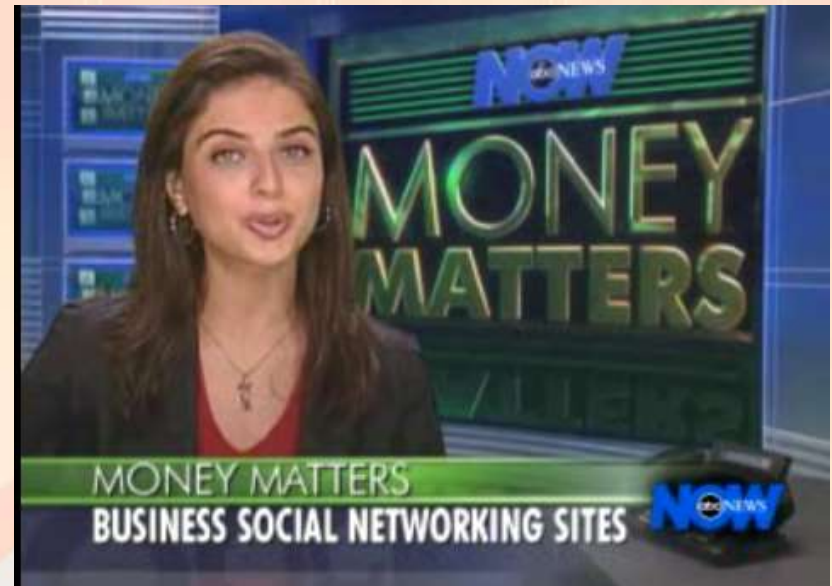 NOW
abc NEWS
MONEY
MATTERS
MONEY MATTERS
BUSINESS SOCIAL NETWORKING SITES
NOW
abc NEWS